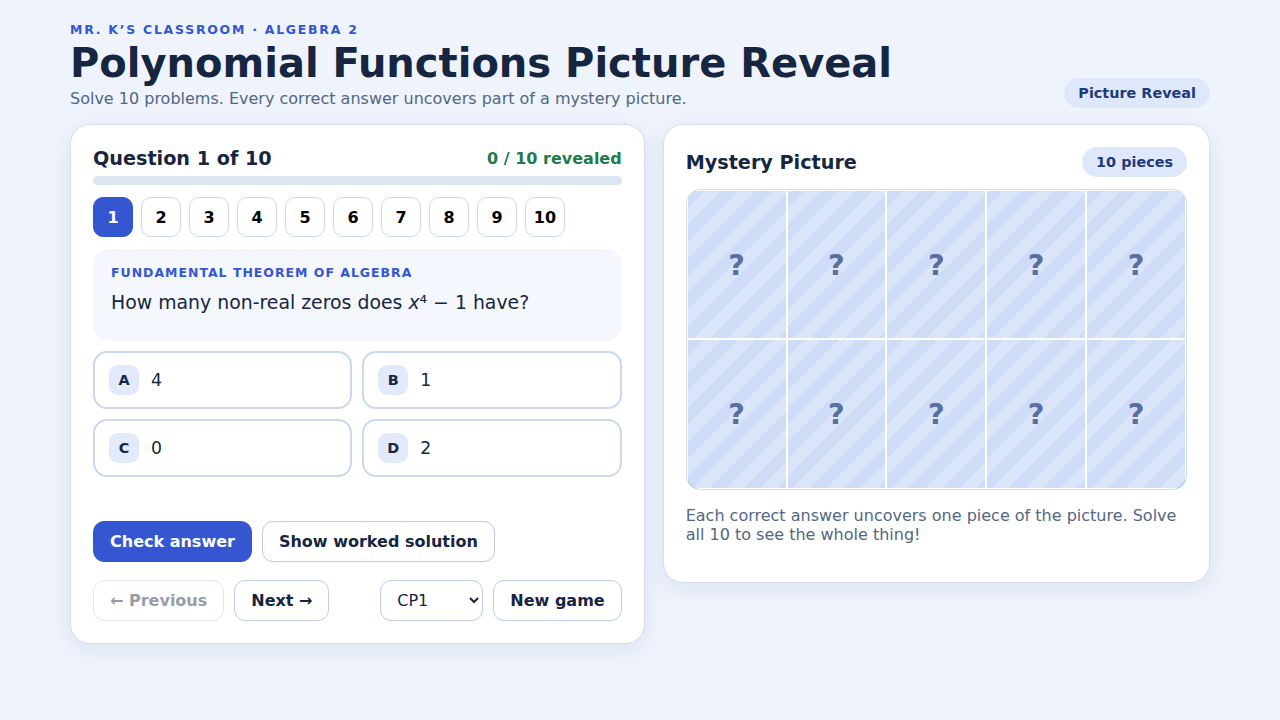 MR. K’S CLASSROOM · ALGEBRA 2
Polynomial Functions Picture Reveal
Solve 10 problems. Every correct answer uncovers part of a mystery picture.
Picture Reveal
Question 1 of 10
0 / 10 revealed
1 2 3 4 5 6 7 8 9 10
FUNDAMENTAL THEOREM OF ALGEBRA
How many non-real zeros does x⁴ − 1 have?
A 4
B 1
C 0
D 2
Check answer
Show worked solution
← Previous
Next →
CP1
New game
Mystery Picture
10 pieces
? ? ? ? ?
? ? ? ? ?
Each correct answer uncovers one piece of the picture. Solve
all 10 to see the whole thing!